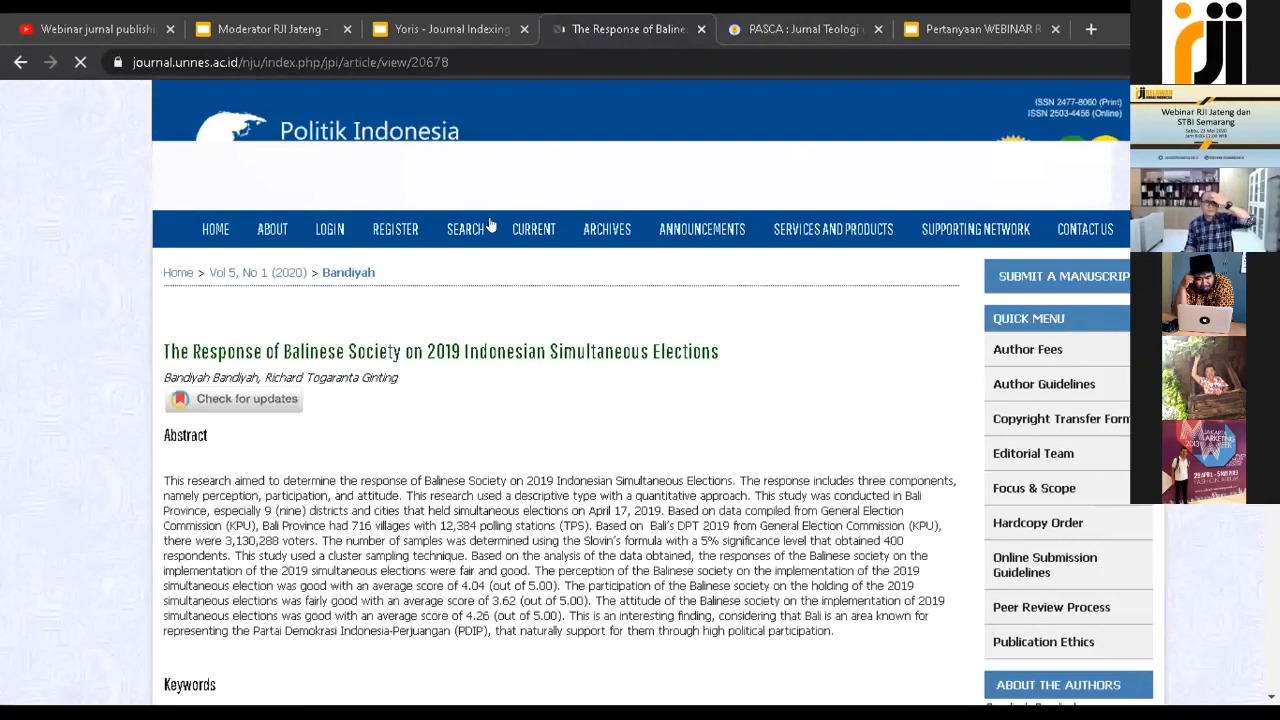 Webinar jurnal publishi
Moderator RJI Jateng -
Yoris - Journal Indexing
The Response of Baline
PASCA : Jurnal Teologi
Pertanyaan WEBINAR R
journal.unnes.ac.id/nju/index.php/jpi/article/view/20678
rji
ISSN 2477-8060 (Print)
ISSN 2503-4456 (Online)
Politik Indonesia
RELAWAN
Webinar RJI Jateng dan
STBI Semarang
Sabtu, 23 Mei 2020
HOME
ABOUT
LOGIN
REGISTER
SEARCH
CURRENT
ARCHIVES
ANNOUNCEMENTS
SERVICES AND PRODUCTS
SUPPORTING NETWORK
CONTACT US
Home > Vol 5, No 1 (2020) > Bandiyah
The Response of Balinese Society on 2019 Indonesian Simultaneous Elections
Bandiyah Bandiyah, Richard Togaranta Ginting
Check for updates
Abstract
This research aimed to determine the response of Balinese Society on 2019 Indonesian Simultaneous Elections. The response includes three components,
namely perception, participation, and attitude. This research used a descriptive type with a quantitative approach. This study was conducted in Bali
Province, especially 9 (nine) districts and cities that held simultaneous elections on April 17, 2019. Based on data compiled from General Election
Commission (KPU), Bali Province had 716 villages with 12,384 polling stations (TPS). Based on Bali's DPT 2019 from General Election Commission (KPU),
there were 3,130,288 voters. The number of samples was determined using the Slovin's formula with a 5% significance level that obtained 400
respondents. This study used a cluster sampling technique. Based on the analysis of the data obtained, the responses of the Balinese society on the
implementation of the 2019 simultaneous elections were fair and good. The perception of the Balinese society on the implementation of the 2019
simultaneous election was good with an average score of 4.04 (out of 5.00). The participation of the Balinese society on the holding of the 2019
simultaneous elections was fairly good with an average score of 3.62 (out of 5.00). The attitude of the Balinese society on the implementation of 2019
simultaneous elections was good with an average score of 4.26 (out of 5.00). This is an interesting finding, considering that Bali is an area known for
representing the Partai Demokrasi Indonesia-Perjuangan (PDIP), that naturally support for them through high political participation.
Keywords
SUBMIT A MANUSCRIP
QUICK MENU
Author Fees
Author Guidelines
Copyright Transfer Form
Editorial Team
Focus & Scope
Hardcopy Order
Online Submission
Guidelines
Peer Review Process
Publication Ethics
ABOUT THE AUTHORS
JAKARTA
MARKETING
WEEK
2013